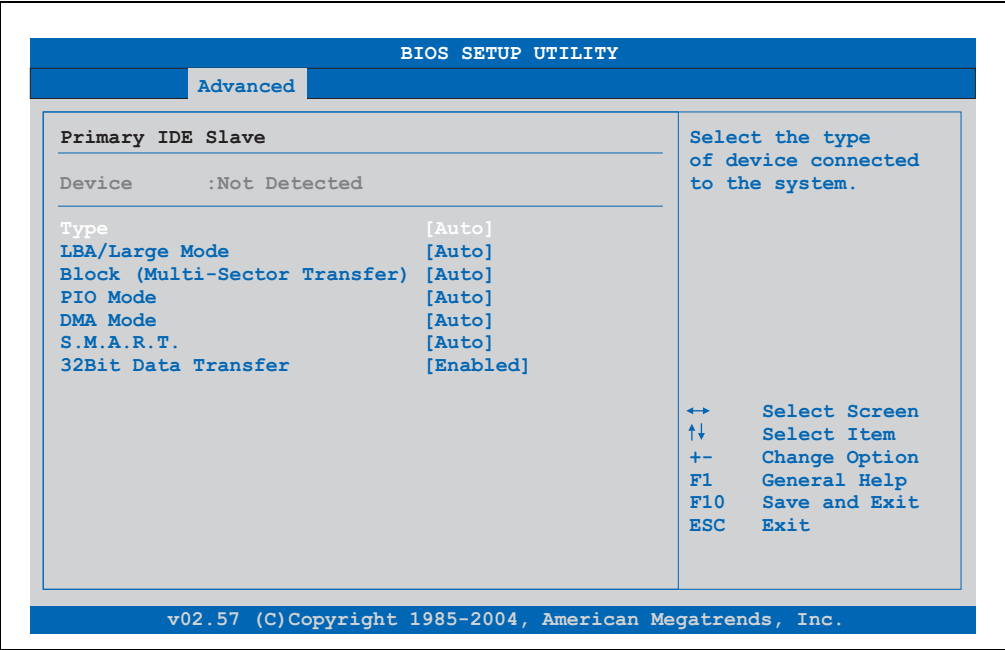 BIOS SETUP UTILITY
Advanced
Primary IDE Slave
Device :Not Detected
Type [Auto]
LBA/Large Mode [Auto]
Block (Multi-Sector Transfer) [Auto]
PIO Mode [Auto]
DMA Mode [Auto]
S.M.A.R.T. [Auto]
32Bit Data Transfer [Enabled]
Select the type
of device connected
to the system.
↔ Select Screen
↑↓ Select Item
+- Change Option
F1 General Help
F10 Save and Exit
ESC Exit
v02.57 (C)Copyright 1985-2004, American Megatrends, Inc.